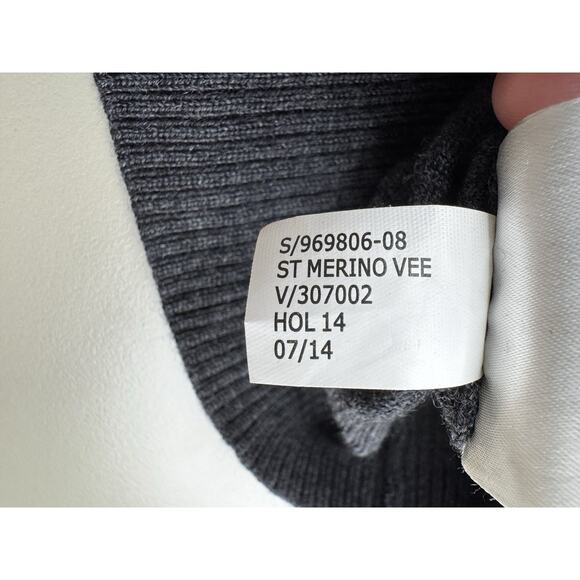 S/969806-08
ST MERINO VEE
V/307002
HOL 14
07/14